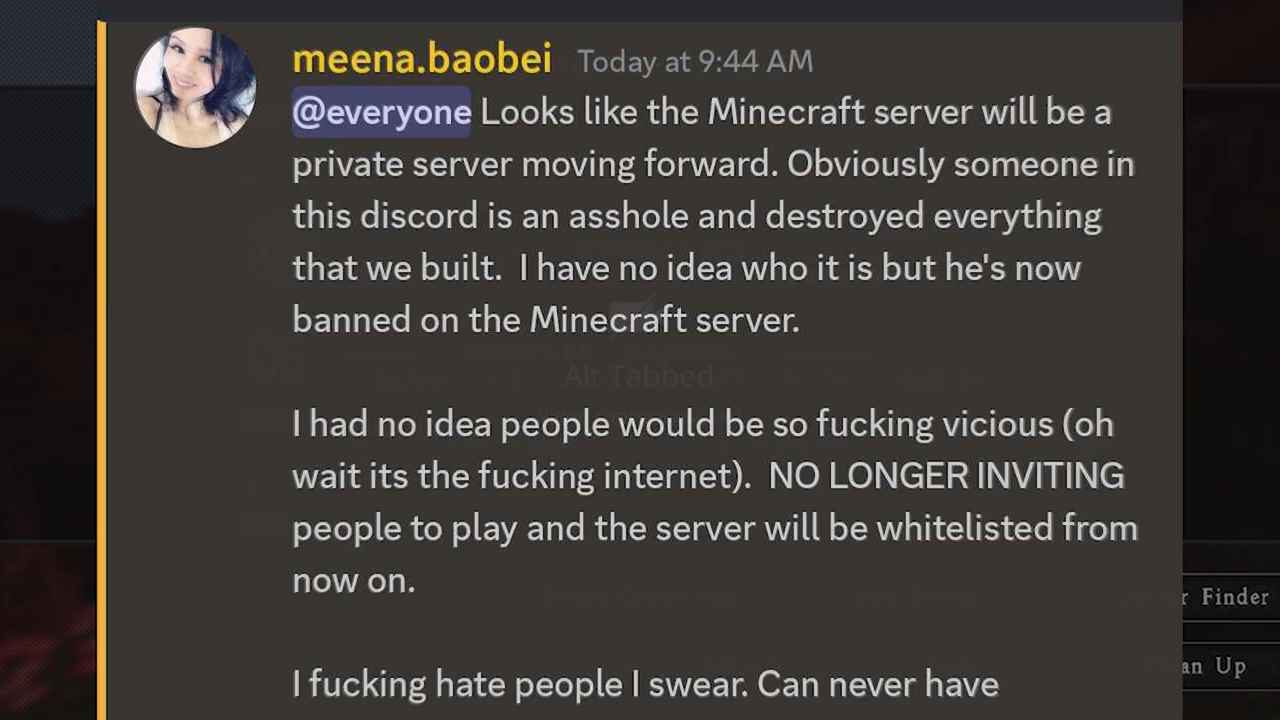 meena.baobei Today at 9:44 AM
@everyone Looks like the Minecraft server will be a
private server moving forward. Obviously someone in
this discord is an asshole and destroyed everything
that we built.  I have no idea who it is but he's now
banned on the Minecraft server.
Alt Tabbed
I had no idea people would be so fucking vicious (oh
wait its the fucking internet).  NO LONGER INVITING
people to play and the server will be whitelisted from
now on.
Finder
Up
I fucking hate people I swear. Can never have